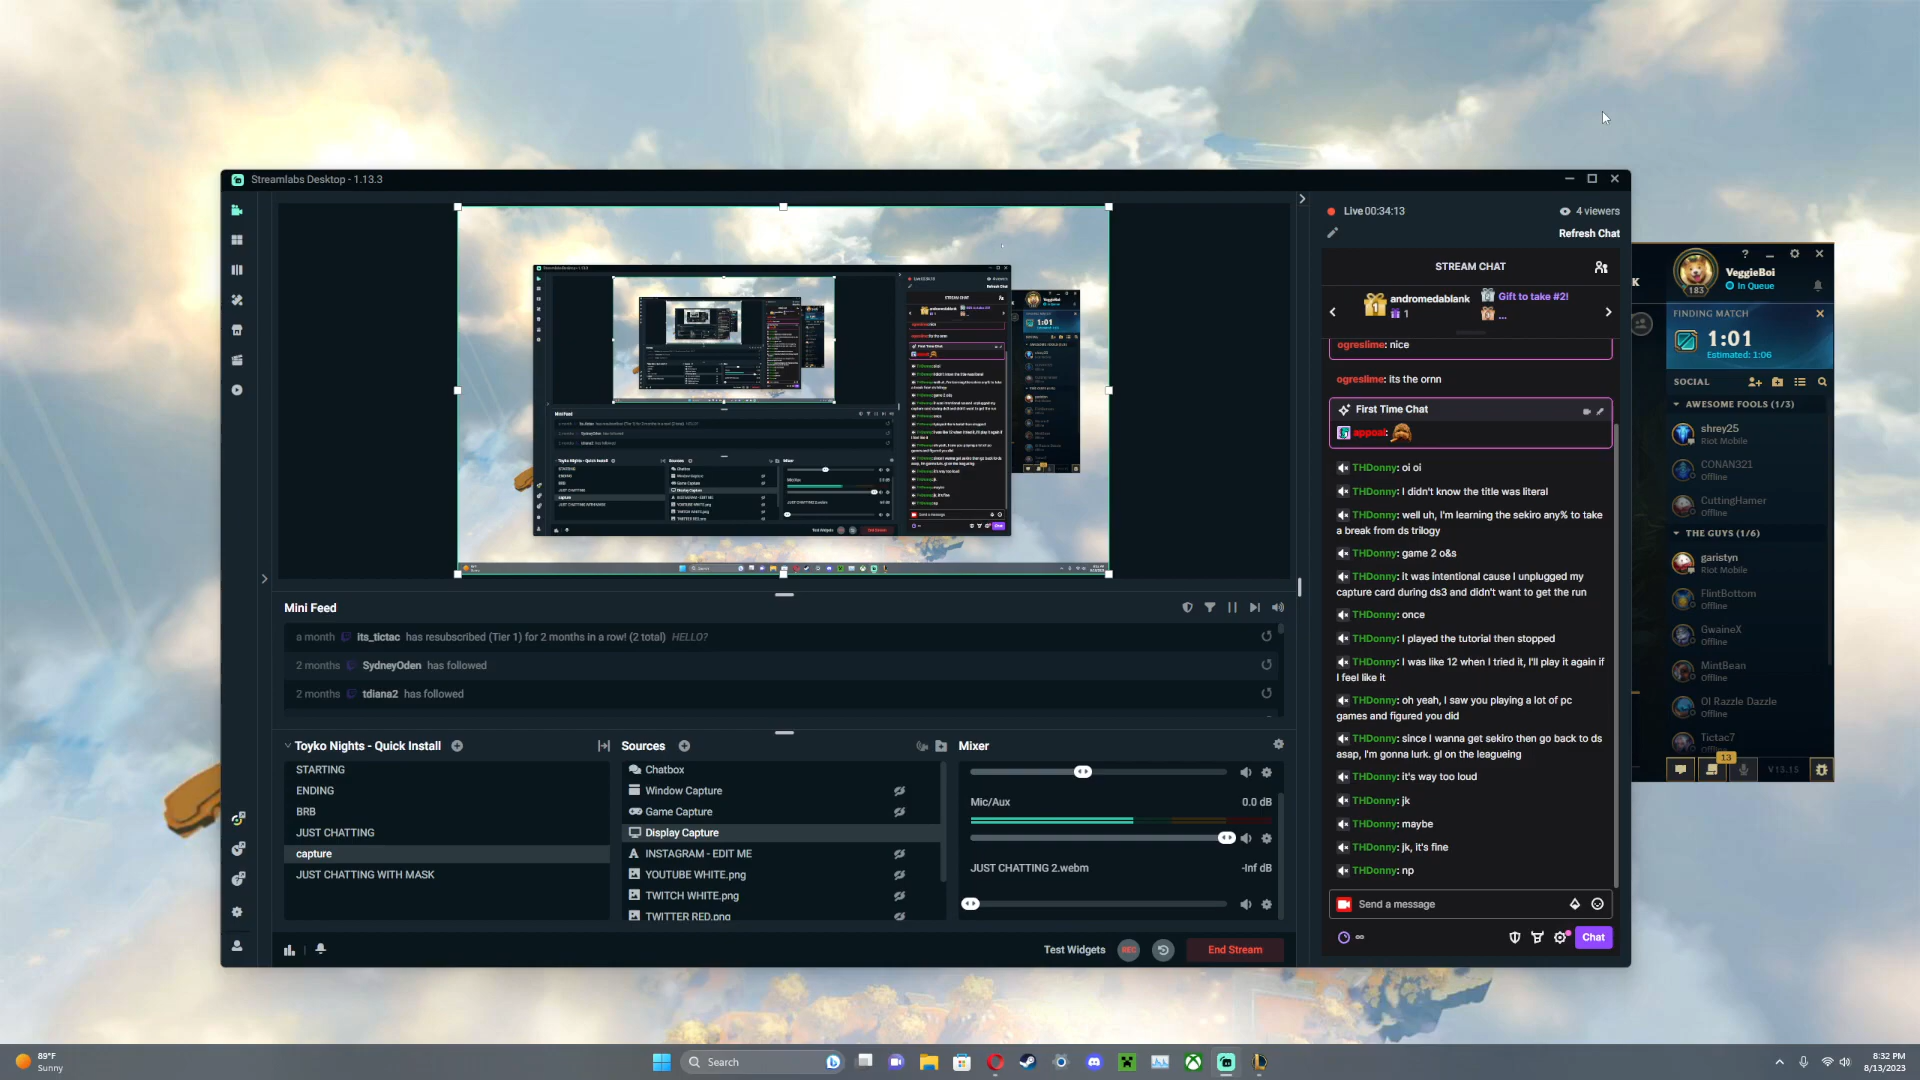 Streamlabs Desktop - 1.13.3
Live 00:34:13
4 viewers
Refresh Chat
STREAM CHAT
andromedablank
1
Gift to take #2!
...
ogreslime: nice
ogreslime: its the ornn
First Time Chat
appoal:
THDonny: oi oi
THDonny: I didn't know the title was literal
THDonny: well uh, I'm learning the sekiro any% to take
a break from ds trilogy
THDonny: game 2 o&s
THDonny: it was intentional cause I unplugged my
capture card during ds3 and didn't want to get the run
THDonny: once
THDonny: I played the tutorial then stopped
THDonny: I was like 12 when I tried it, I'll play it again if
I feel like it
THDonny: oh yeah, I saw you playing a lot of pc
games and figured you did
THDonny: since I wanna get sekiro then go back to ds
asap, I'm gonna lurk. gl on the leagueing
THDonny: it's way too loud
THDonny: jk
THDonny: maybe
THDonny: jk, it's fine
THDonny: np
Send a message
∞
Chat
Mini Feed
a month its_tictac has resubscribed (Tier 1) for 2 months in a row! (2 total) HELLO?
2 months SydneyOden has followed
2 months tdiana2 has followed
Toyko Nights - Quick Install
STARTING
ENDING
BRB
JUST CHATTING
capture
JUST CHATTING WITH MASK
Sources
Chatbox
Window Capture
Game Capture
Display Capture
INSTAGRAM - EDIT ME
YOUTUBE WHITE.png
TWITCH WHITE.png
TWITTER RED.png
Mixer
Mic/Aux 0.0 dB
JUST CHATTING 2.webm -Inf dB
Test Widgets
REC
End Stream
K
183
VeggieBoi
In Queue
FINDING MATCH
1:01
Estimated: 1:06
SOCIAL
AWESOME FOOLS (1/3)
shrey25
Riot Mobile
CONAN321
Offline
CuttingHamer
Offline
THE GUYS (1/6)
garistyn
Riot Mobile
FlintBottom
Offline
GwaineX
Offline
MintBean
Offline
Ol Razzle Dazzle
Offline
Tictac7
13
V13.15
89°F
Sunny
Search
8:32 PM
8/13/2023